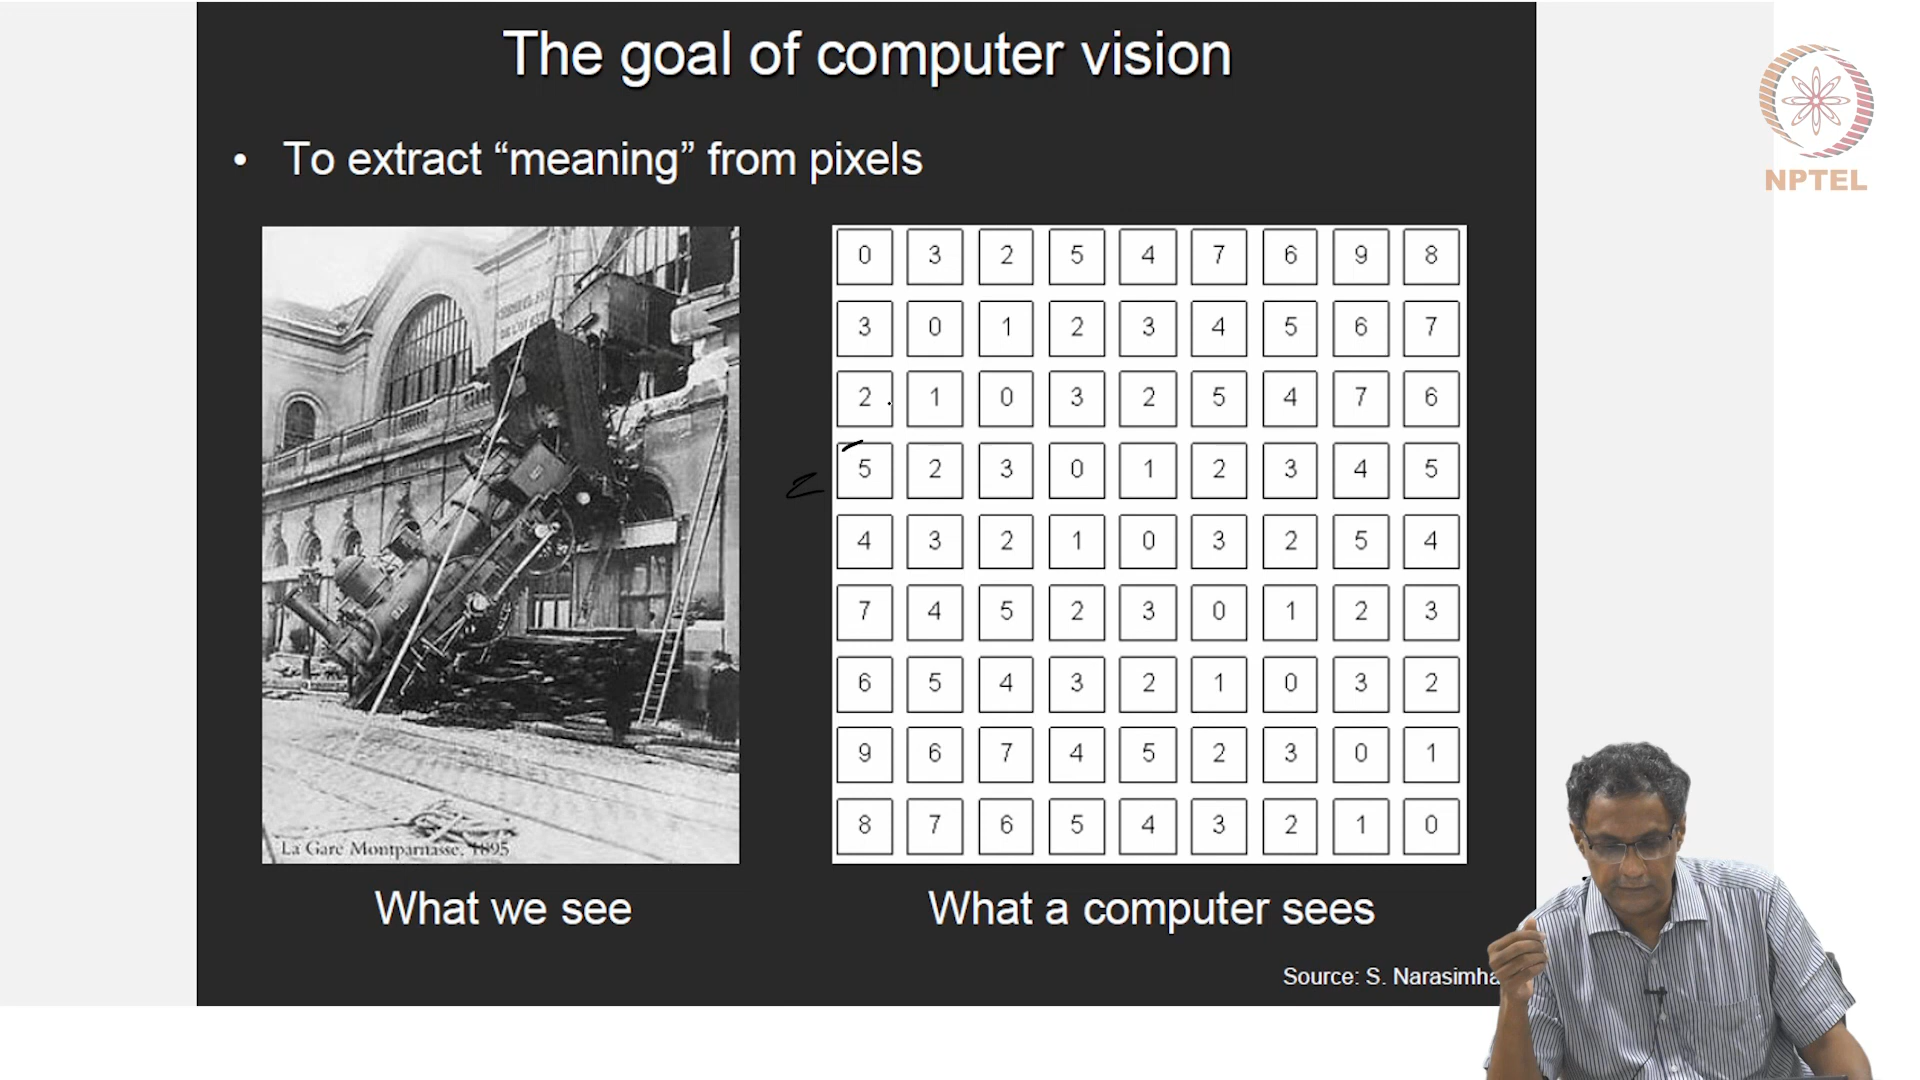 The goal of computer vision
NPTEL
• To extract “meaning” from pixels
0 3 2 5 4 7 6 9 8
3 0 1 2 3 4 5 6 7
2 1 0 3 2 5 4 7 6
5 2 3 0 1 2 3 4 5
4 3 2 1 0 3 2 5 4
7 4 5 2 3 0 1 2 3
6 5 4 3 2 1 0 3 2
9 6 7 4 5 2 3 0 1
8 7 6 5 4 3 2 1 0
La Gare Montparnasse, 1895
What we see
What a computer sees
Source: S. Narasimha